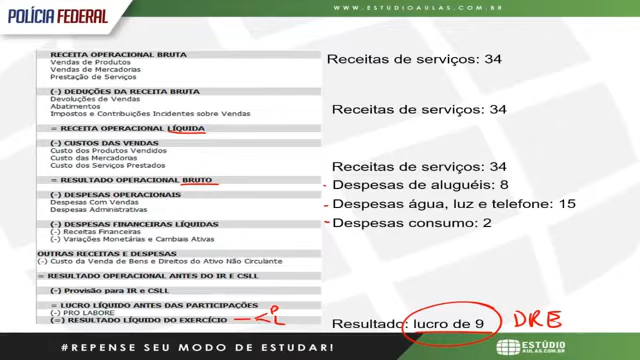 POLÍCIA FEDERAL
WWW.ESTUDIOAULAS.COM.BR
RECEITA OPERACIONAL BRUTA
Vendas de Produtos
Vendas de Mercadorias
Prestação de Serviços
Receitas de serviços: 34
(-) DEDUÇÕES DA RECEITA BRUTA
Devoluções de Vendas
Abatimentos
Impostos e Contribuições Incidentes sobre Vendas
Receitas de serviços: 34
= RECEITA OPERACIONAL LÍQUIDA
(-) CUSTOS DAS VENDAS
Custo dos Produtos Vendidos
Custo das Mercadorias
Custo dos Serviços Prestados
Receitas de serviços: 34
= RESULTADO OPERACIONAL BRUTO
(-) DESPESAS OPERACIONAIS
Despesas Com Vendas
Despesas Administrativas
Despesas de aluguéis: 8
Despesas água, luz e telefone: 15
(-) DESPESAS FINANCEIRAS LÍQUIDAS
(-) Receitas Financeiras
(-) Variações Monetárias e Cambiais Ativas
Despesas consumo: 2
OUTRAS RECEITAS E DESPESAS
(-) Custo da Venda de Bens e Direitos do Ativo Não Circulante
= RESULTADO OPERACIONAL ANTES DO IR E CSLL
(-) Provisão para IR e CSLL
= LUCRO LÍQUIDO ANTES DAS PARTICIPAÇÕES
(-) PRO LABORE
(=) RESULTADO LÍQUIDO DO EXERCÍCIO
P
L
Resultado: lucro de 9
DRE
#REPENSE SEU MODO DE ESTUDAR!
ESTÚDIO
AULAS.COM.BR